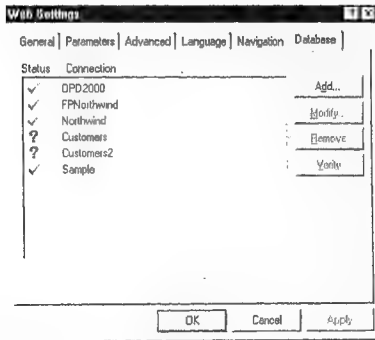 Web Settings
General Parameters Advanced Language Navigation Database
Status Connection
OPD2000
FPNorthwind
Northwind
? Customers
? Customers2
Sample
Add...
Modify..
Remove
Verify
OK Cancel Apply